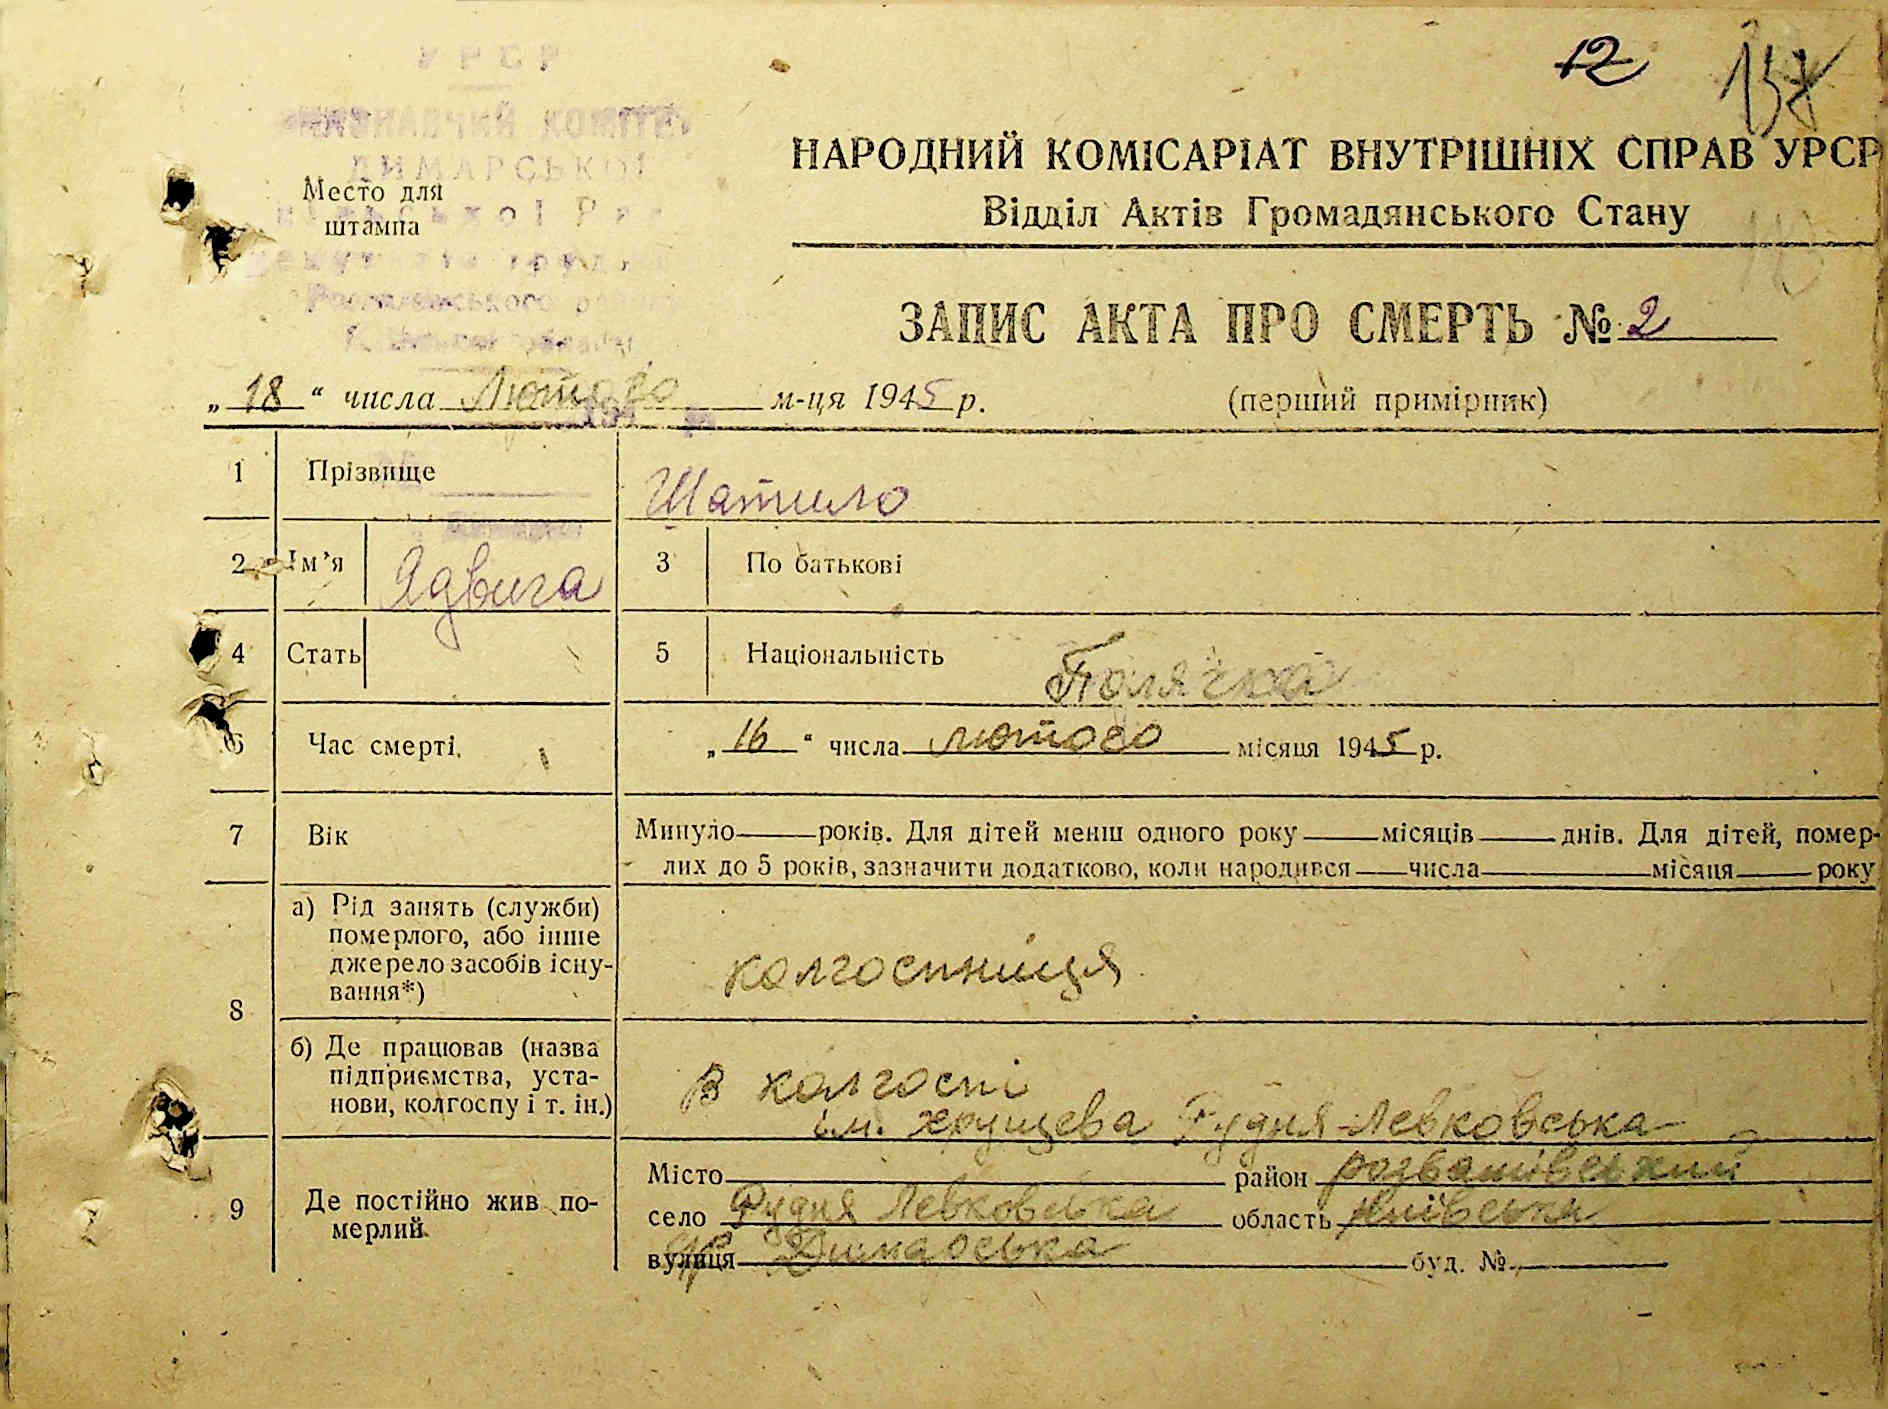 12
УРСР
КОМІТЕТ
ДИМАРСЬКОЇ
НАРОДНИЙ КОМІСАРІАТ ВНУТРІШНІХ СПРАВ УРСР
Место для
штампа
Відділ Актів Громадянського Стану
ЗАПИС АКТА ПРО СМЕРТЬ № 2
„ 18 “ числа Лютого м-ця 1945 р.
(перший примірник)
1 Прізвище Шатило
2 Ім’я Ядвига 3 По батькові
4 Стать 5 Національність Полячка
6 Час смерті. „ 16 “ числа лютого місяця 1945 р.
7 Вік Минуло року. Для дітей менш одного року місяців днів. Для дітей, помер-
лих до 5 років, зазначити додатково, коли народився числа місяця року
8 а) Рід занять (служби)
померлого, або інше
джерело засобів існу-
вання*)
колгоспниця
б) Де працював (назва
підприємства, уста-
нови, колгоспу і т. ін.)
В колгоспі
ім. хрущева Рудня-Левковська
9 Де постійно жив по-
мерлий
Місто район розважівський
село Рудня Левковська область Київська
вулиця Димарська буд. №